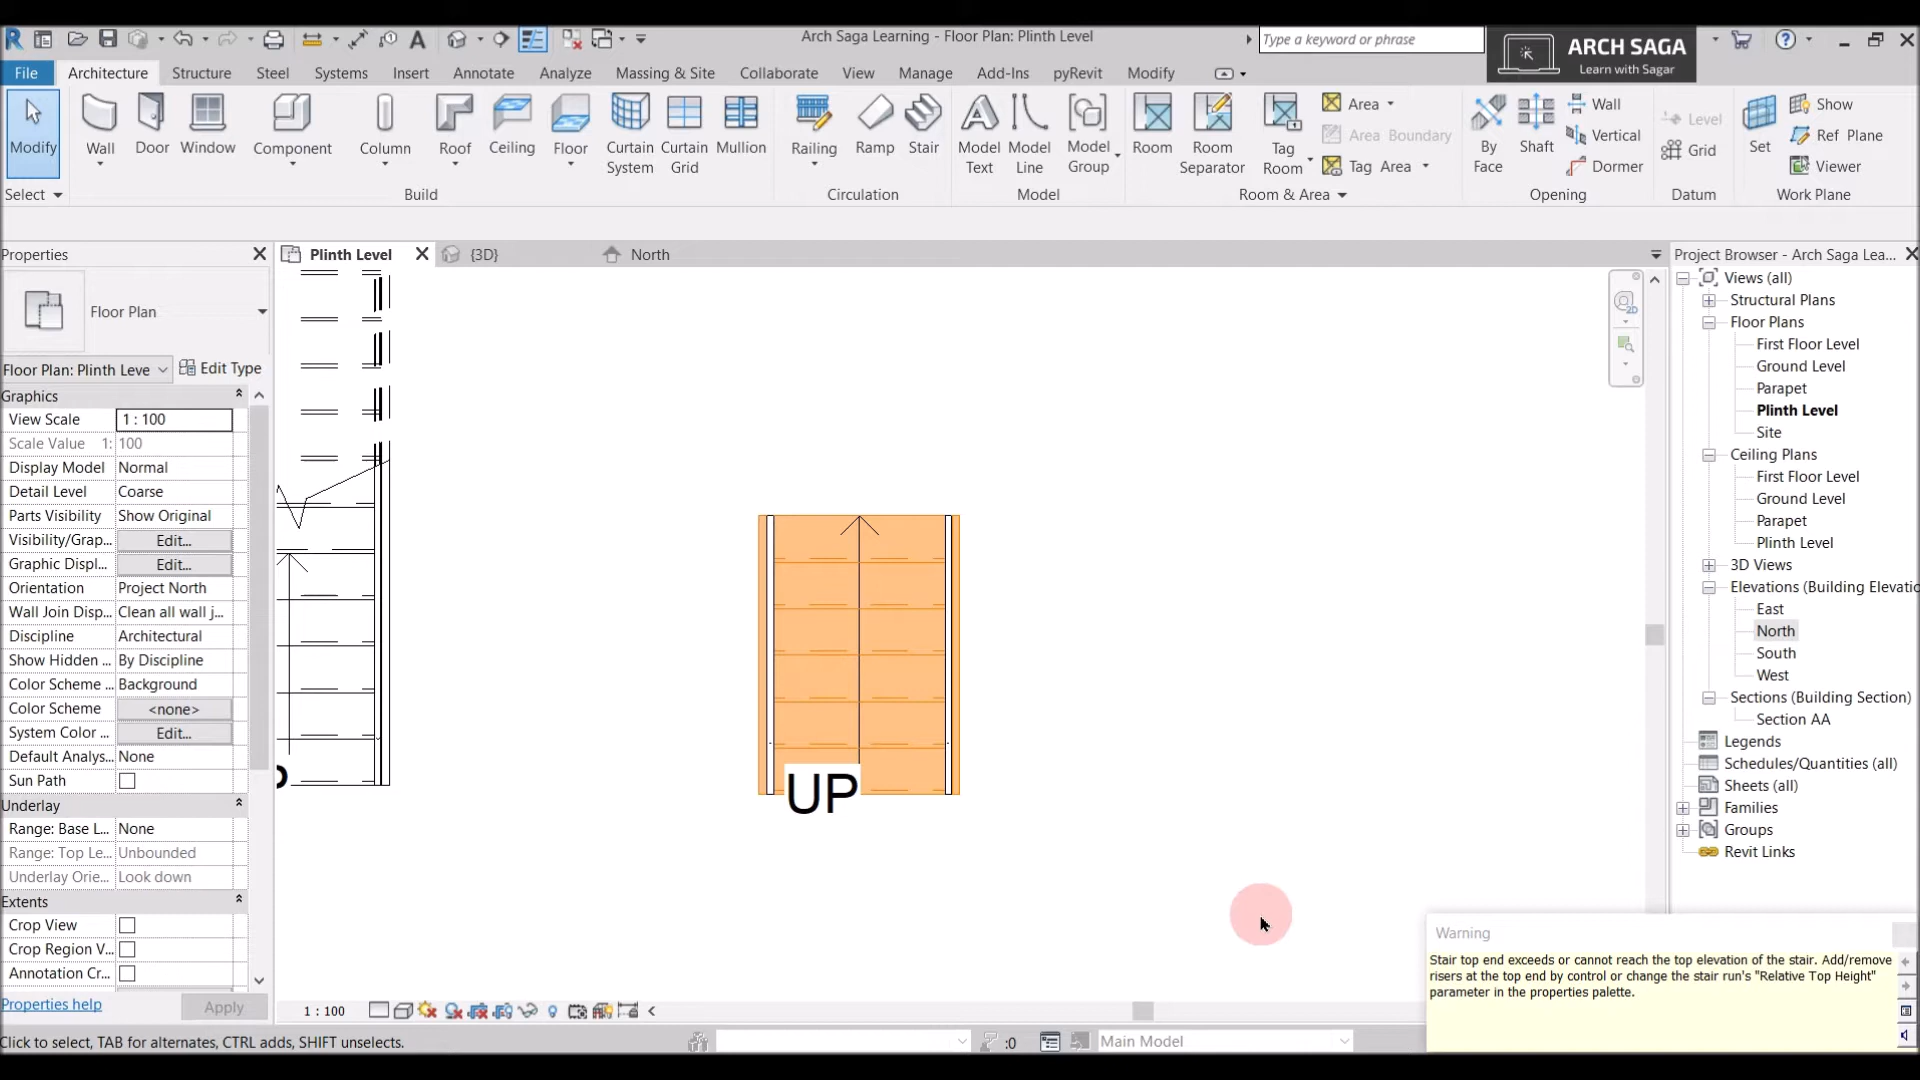 Arch Saga Learning - Floor Plan: Plinth Level
Type a keyword or phrase
ARCH SAGA
Learn with Sagar
File Architecture Structure Steel Systems Insert Annotate Analyze Massing & Site Collaborate View Manage Add-Ins pyRevit Modify
Modify
Wall
Door
Window
Component
Column
Roof
Ceiling
Floor
Curtain System
Curtain Grid
Mullion
Railing
Ramp
Stair
Model Text
Model Line
Model Group
Room
Room Separator
Tag Room
Area
Area Boundary
Tag Area
By Face
Shaft
Wall
Vertical
Dormer
Level
Grid
Set
Show
Ref Plane
Viewer
Select Build Circulation Model Room & Area Opening Datum Work Plane
Properties
Floor Plan
Floor Plan: Plinth Leve Edit Type
Graphics
View Scale 1 : 100
Scale Value 1: 100
Display Model Normal
Detail Level Coarse
Parts Visibility Show Original
Visibility/Grap... Edit...
Graphic Displ... Edit...
Orientation Project North
Wall Join Disp... Clean all wall j...
Discipline Architectural
Show Hidden ... By Discipline
Color Scheme ... Background
Color Scheme <none>
System Color ... Edit...
Default Analys... None
Sun Path
Underlay
Range: Base L... None
Range: Top Le... Unbounded
Underlay Orie... Look down
Extents
Crop View
Crop Region V...
Annotation Cr...
Properties help Apply
Plinth Level {3D} North
2D
UP
Project Browser - Arch Saga Lea...
Views (all)
Structural Plans
Floor Plans
First Floor Level
Ground Level
Parapet
Plinth Level
Site
Ceiling Plans
First Floor Level
Ground Level
Parapet
Plinth Level
3D Views
Elevations (Building Elevatio
East
North
South
West
Sections (Building Section)
Section AA
Legends
Schedules/Quantities (all)
Sheets (all)
Families
Groups
Revit Links
Warning
Stair top end exceeds or cannot reach the top elevation of the stair. Add/remove
risers at the top end by control or change the stair run's "Relative Top Height"
parameter in the properties palette.
1 : 100
Click to select, TAB for alternates, CTRL adds, SHIFT unselects.
:0 Main Model